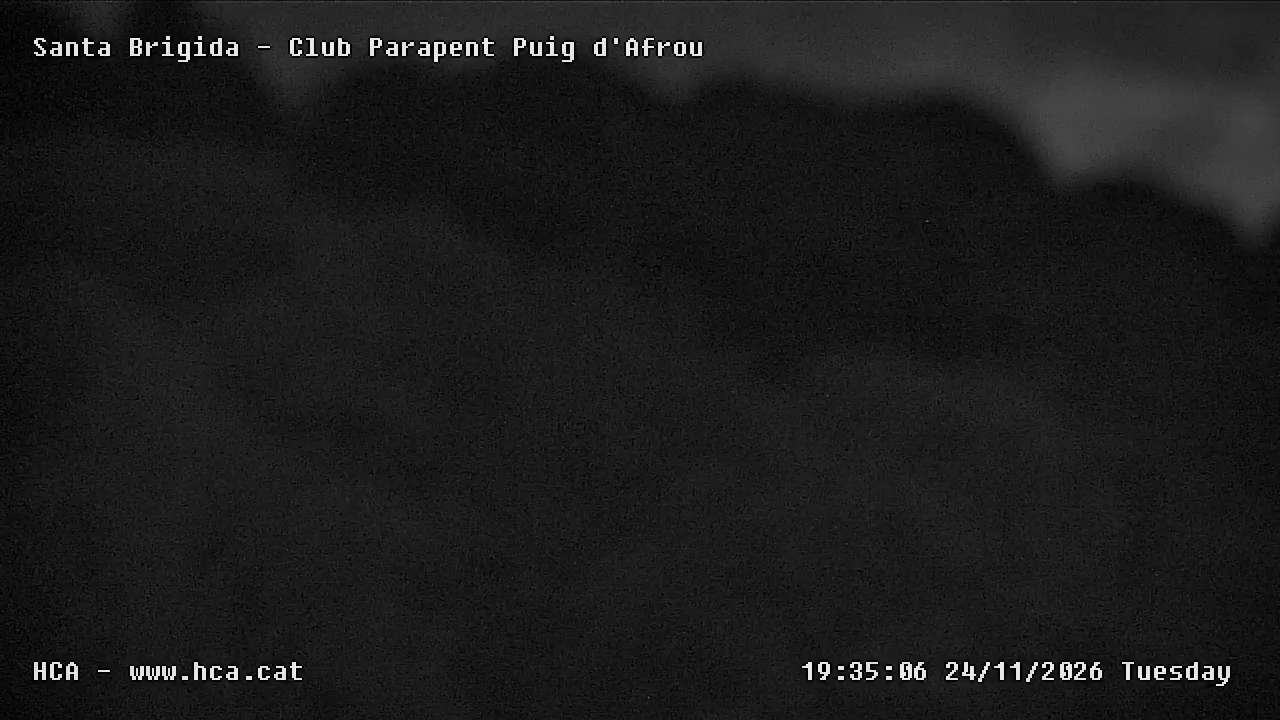 Santa Brigida - Club Parapent Puig d'Afrou
HCA - www.hca.cat
19:35:06 24/11/2026 Tuesday